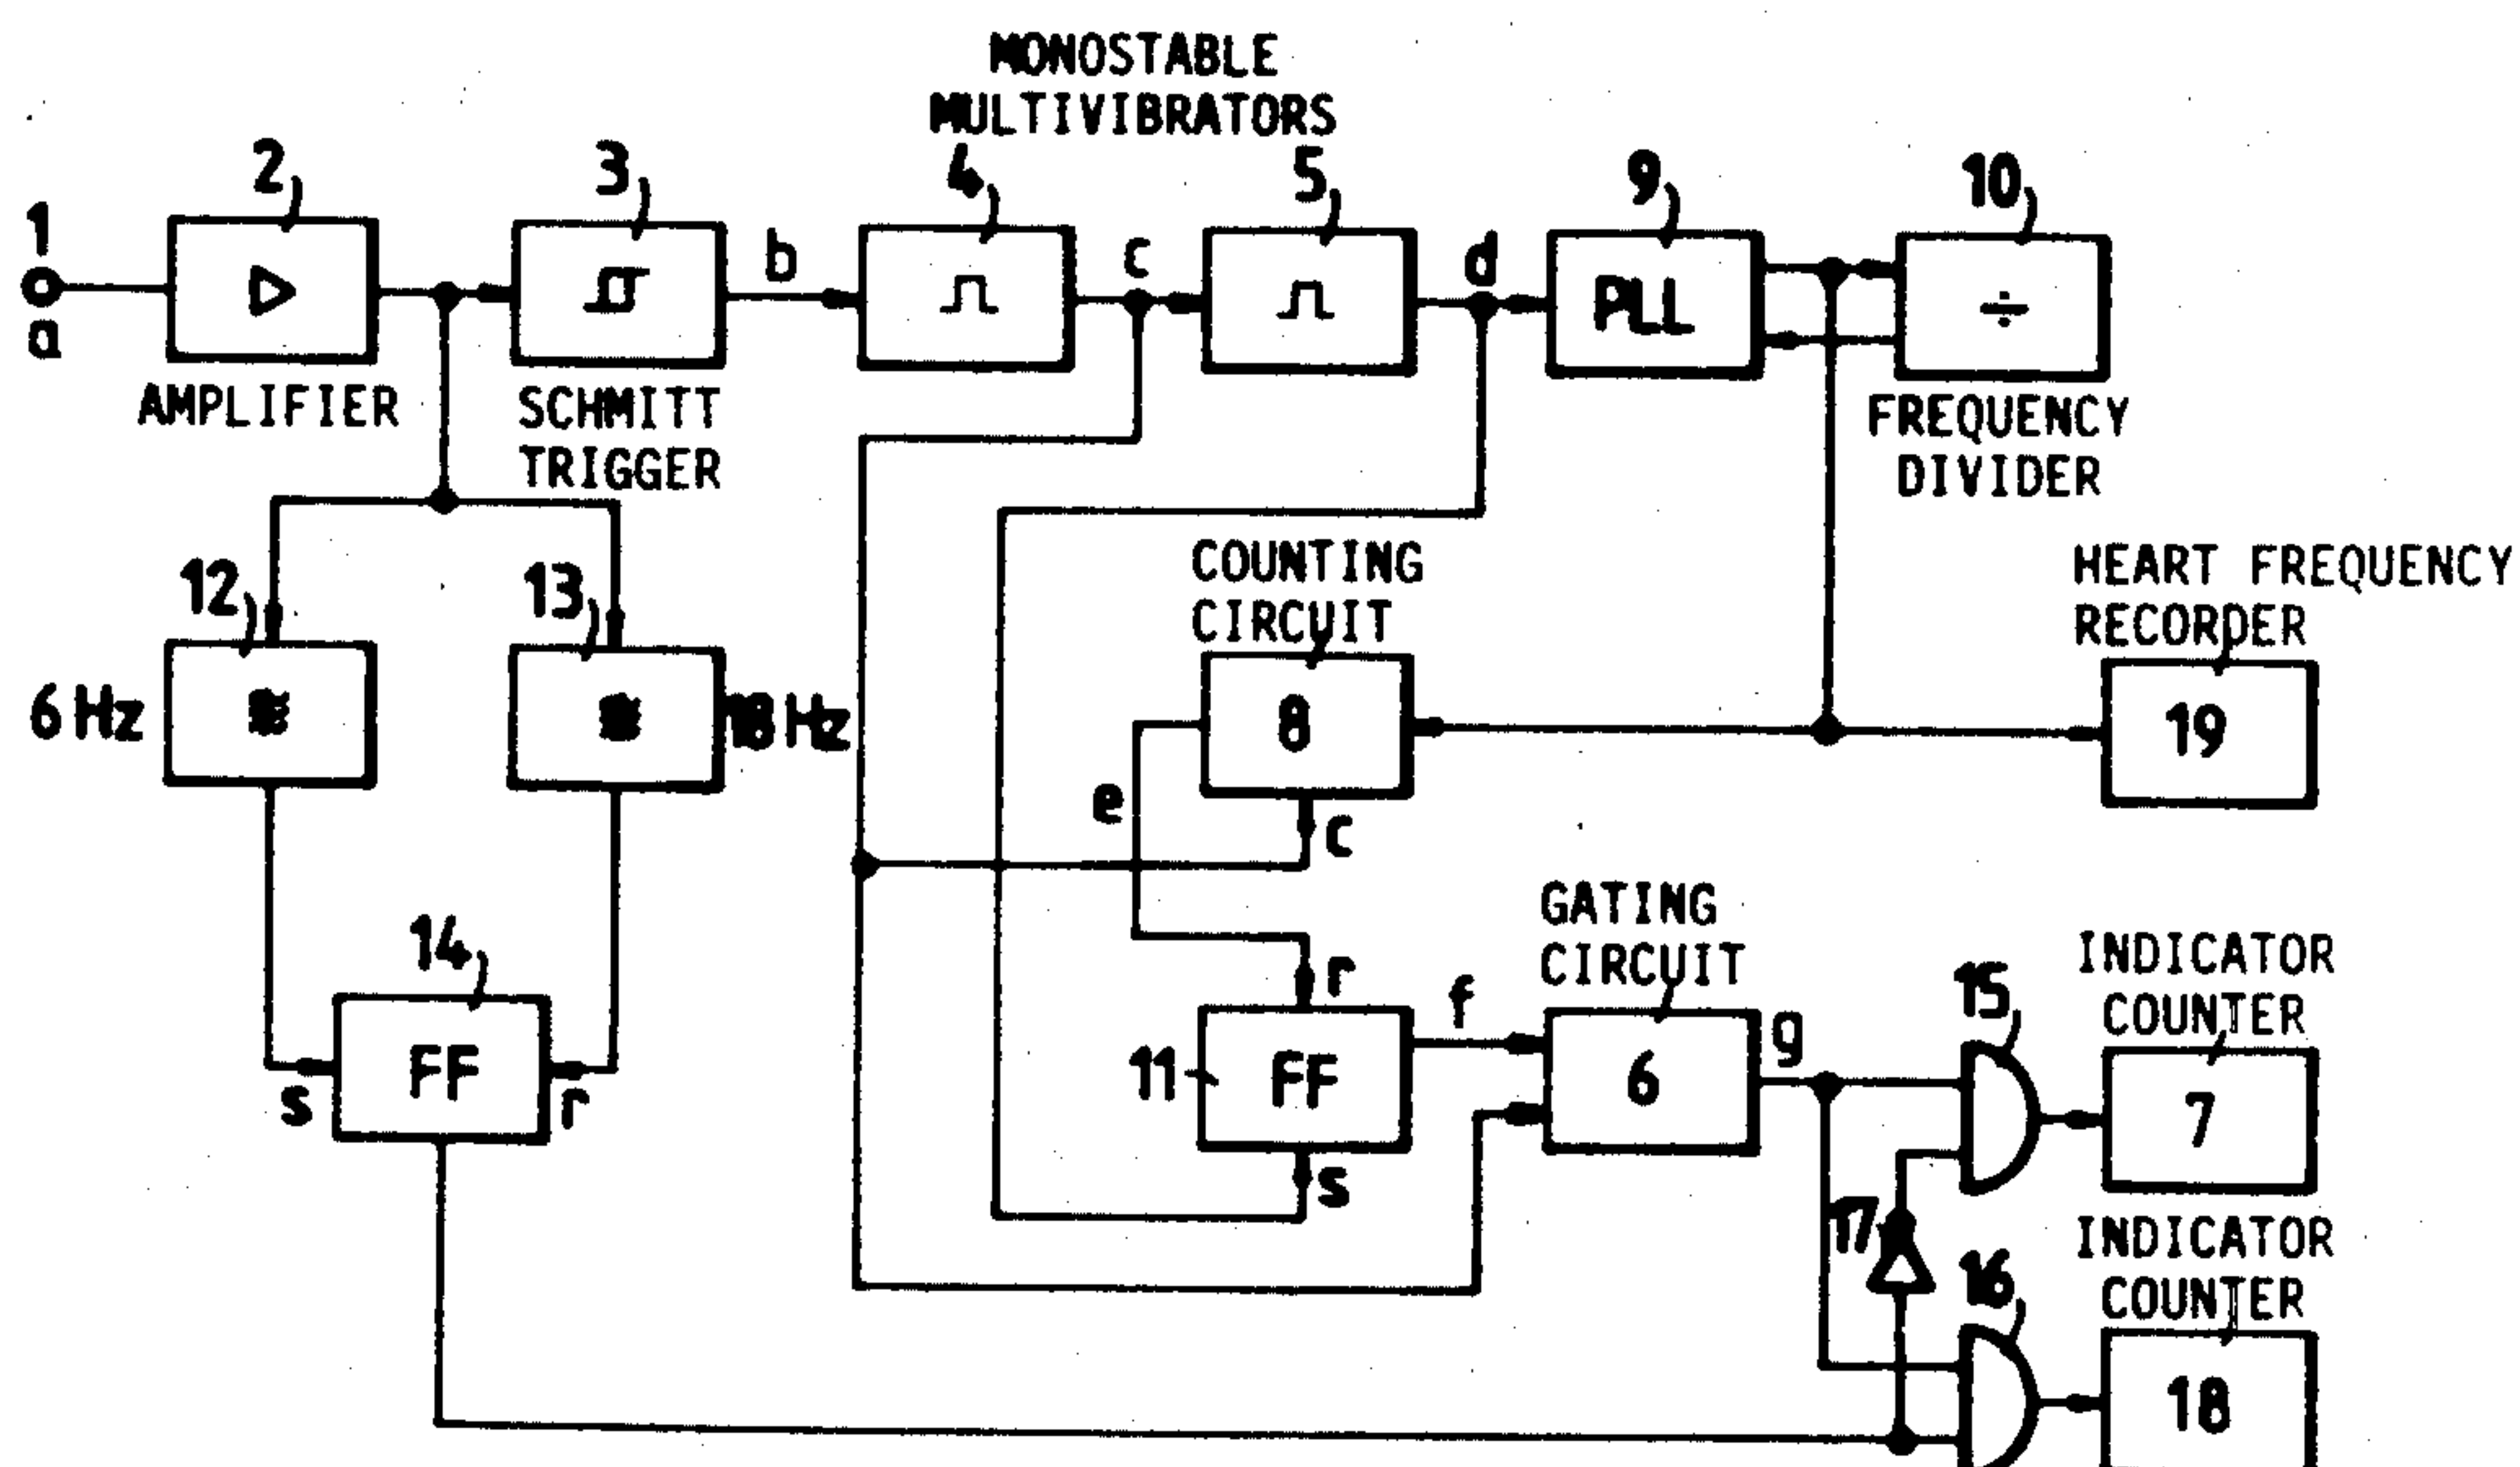 MONOSTABLE
MULTIVIBRATORS
1
a
2
AMPLIFIER
3
SCHMITT
TRIGGER
b
4
c
5
d
9
PLL
10
÷
FREQUENCY
DIVIDER
12
6 Hz
13
18 Hz
COUNTING
CIRCUIT
8
e
c
HEART FREQUENCY
RECORDER
19
14
FF
s
r
11
FF
r
s
f
GATING
CIRCUIT
6
g
15
INDICATOR
COUNTER
7
17
16
INDICATOR
COUNTER
18